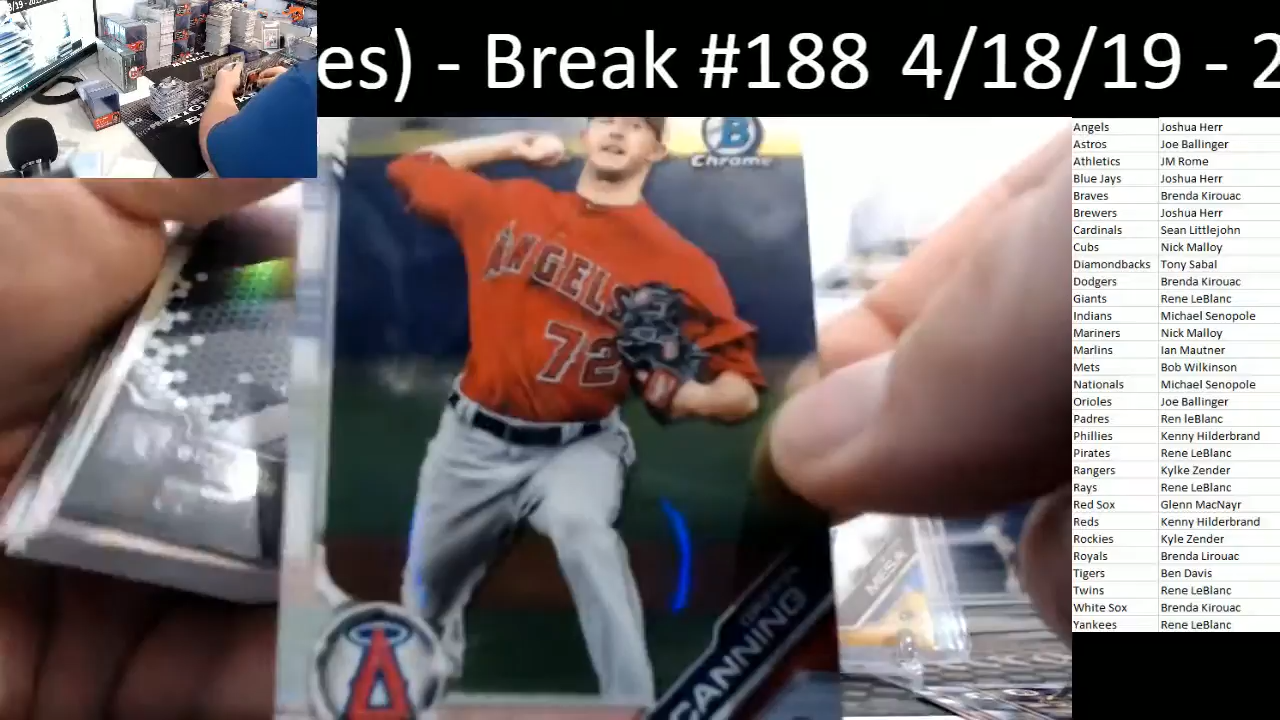 es) - Break #188 4/18/19 - 2
B
Chrome
ANGELS
72
CANNING
MESA
Angels Joshua Herr
Astros Joe Ballinger
Athletics JM Rome
Blue Jays Joshua Herr
Braves Brenda Kirouac
Brewers Joshua Herr
Cardinals Sean Littlejohn
Cubs Nick Malloy
Diamondbacks Tony Sabal
Dodgers Brenda Kirouac
Giants Rene LeBlanc
Indians Michael Senopole
Mariners Nick Malloy
Marlins Ian Mautner
Mets Bob Wilkinson
Nationals Michael Senopole
Orioles Joe Ballinger
Padres Ren leBlanc
Phillies Kenny Hilderbrand
Pirates Rene LeBlanc
Rangers Kylke Zender
Rays Rene LeBlanc
Red Sox Glenn MacNayr
Reds Kenny Hilderbrand
Rockies Kyle Zender
Royals Brenda Lirouac
Tigers Ben Davis
Twins Rene LeBlanc
White Sox Brenda Kirouac
Yankees Rene LeBlanc